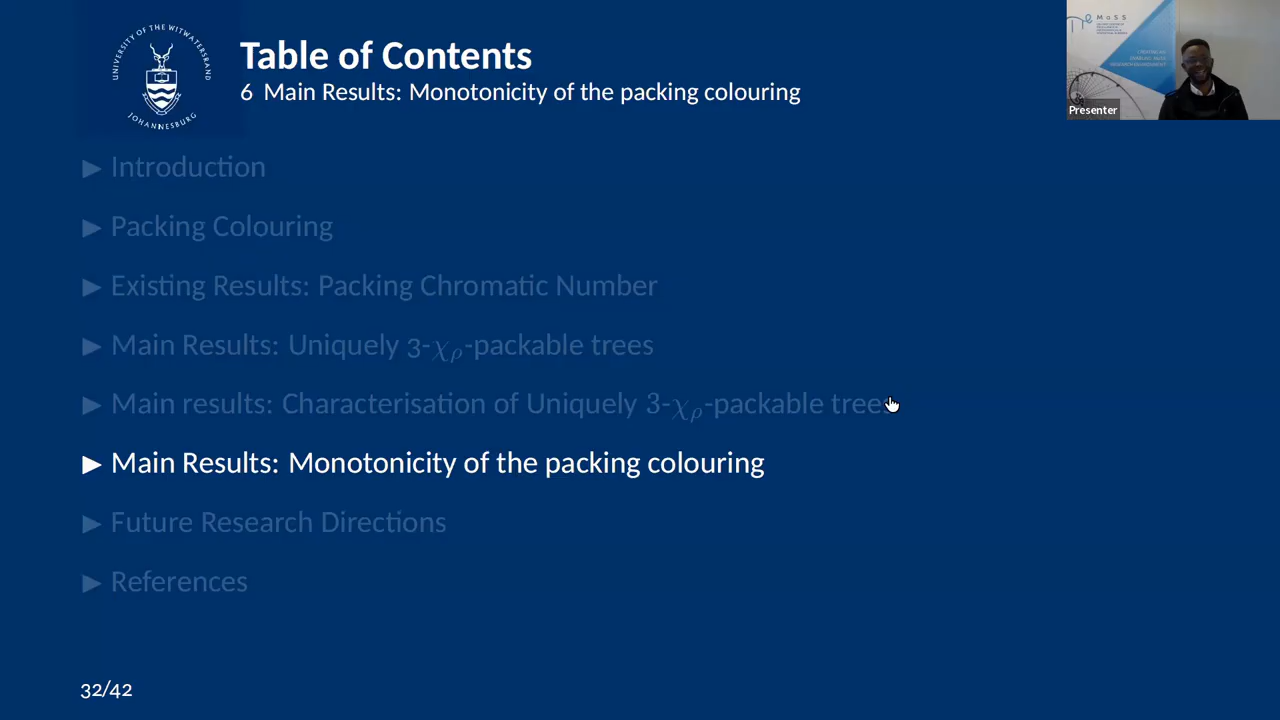 UNIVERSITY OF THE WITWATERSRAND
JOHANNESBURG
Table of Contents
6 Main Results: Monotonicity of the packing colouring
MaSS
Presenter
▶ Introduction
▶ Packing Colouring
▶ Existing Results: Packing Chromatic Number
▶ Main Results: Uniquely 3-χρ-packable trees
▶ Main results: Characterisation of Uniquely 3-χρ-packable trees
▶ Main Results: Monotonicity of the packing colouring
▶ Future Research Directions
▶ References
32/42